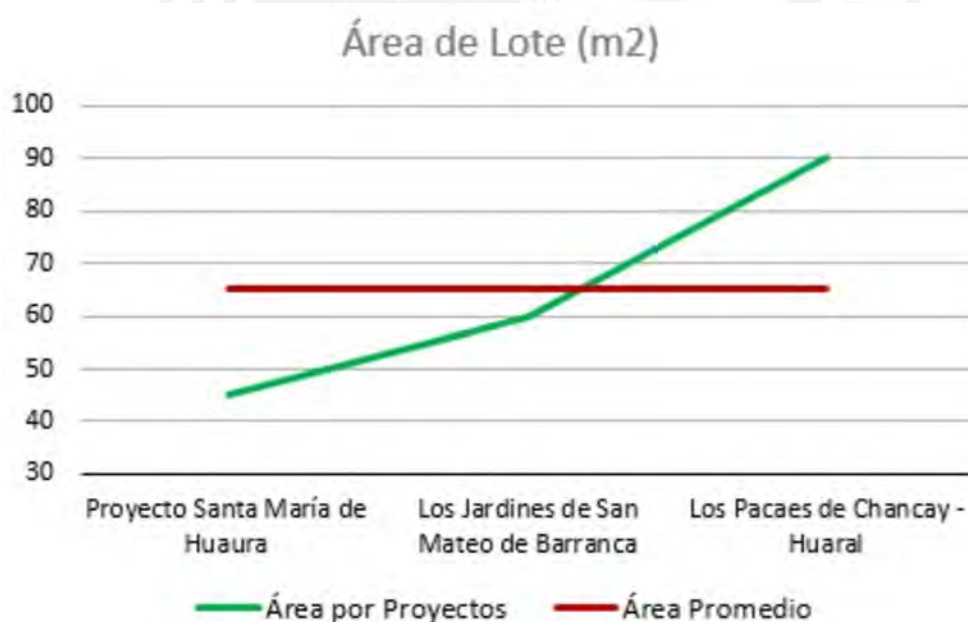 Área de Lote (m2)
100
90
80
70
60
50
40
30
Proyecto Santa María de
Huaura
Los Jardines de San
Mateo de Barranca
Los Pacaes de Chancay -
Huaral
Área por Proyectos
Área Promedio